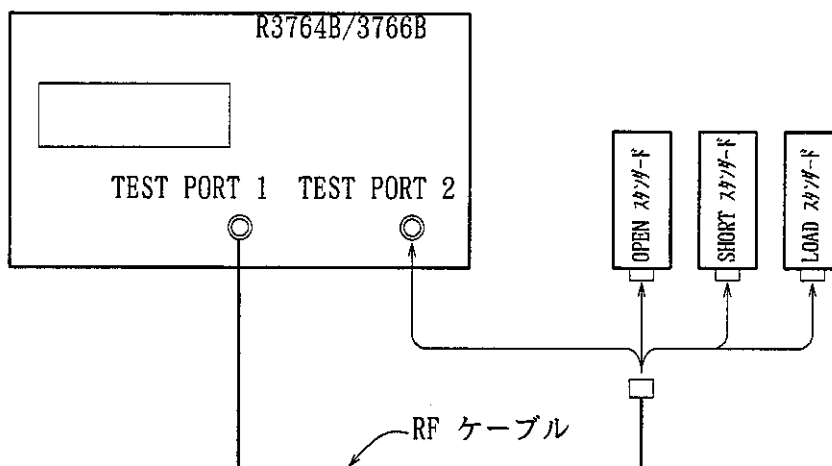 R3764B/3766B
TEST PORT 1
TEST PORT 2
OPEN スタンダード
SHORT スタンダード
LOAD スタンダード
RF ケーブル